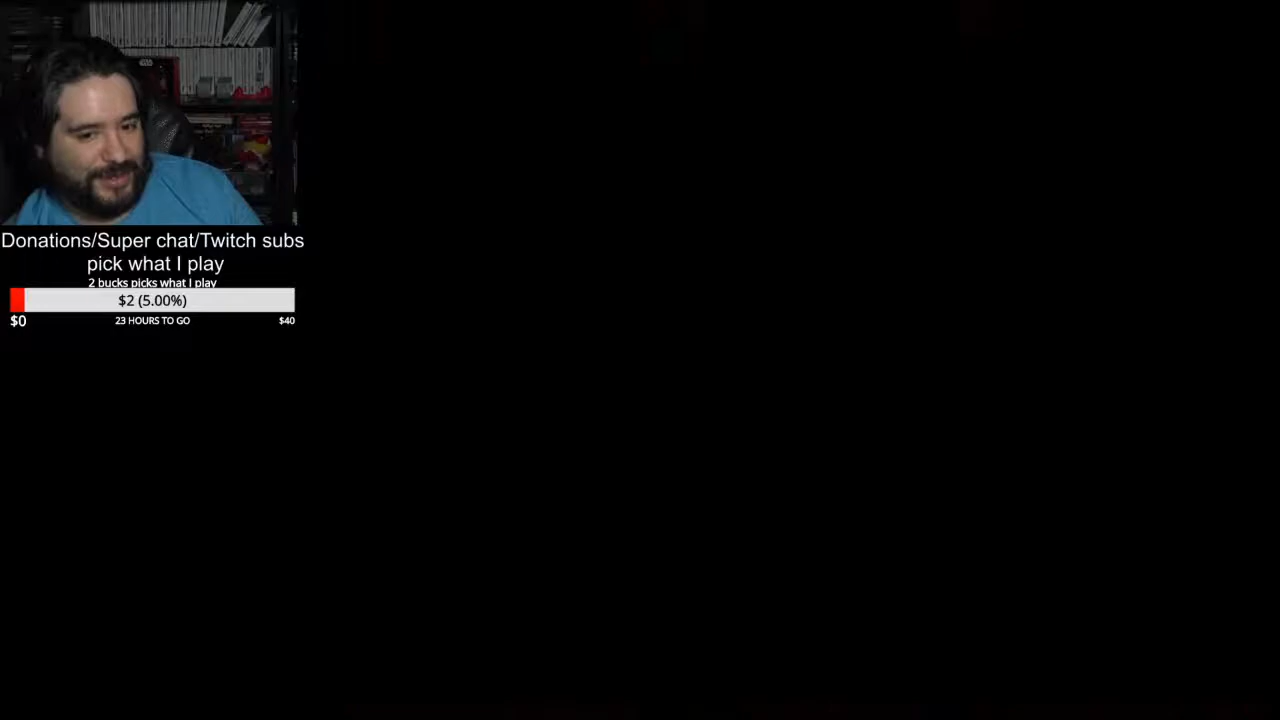 Donations/Super chat/Twitch subs
pick what I play
2 bucks picks what I play
$2 (5.00%)
$0 23 HOURS TO GO $40